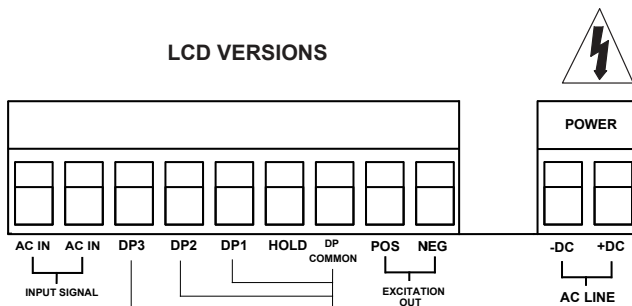 LCD VERSIONS
POWER
AC IN AC IN DP3 DP2 DP1 HOLD DP COMMON POS NEG -DC +DC
INPUT SIGNAL EXCITATION OUT AC LINE